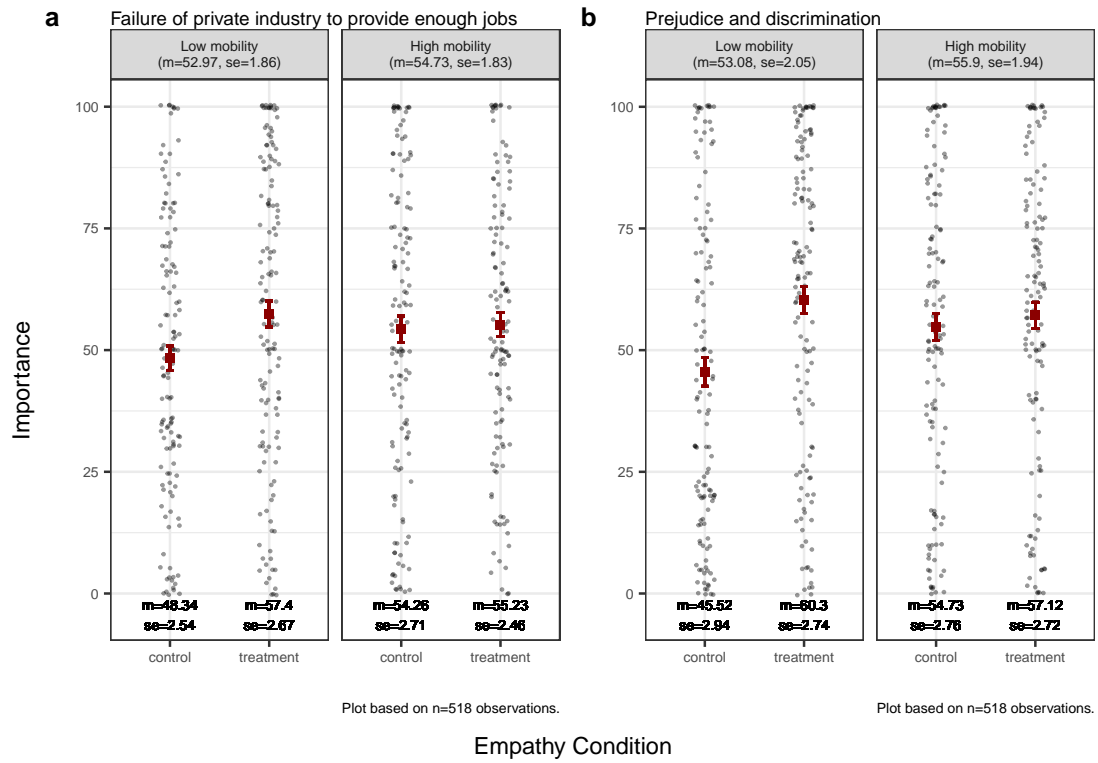 a
Failure of private industry to provide enough jobs
Low mobility
(m=52.97, se=1.86)
High mobility
(m=54.73, se=1.83)
100
75
50
25
0
m=48.34
se=2.54
m=57.4
se=2.67
m=54.26
se=2.71
m=55.23
se=2.46
control
treatment
control
treatment
Plot based on n=518 observations.
b
Prejudice and discrimination
Low mobility
(m=53.08, se=2.05)
High mobility
(m=55.9, se=1.94)
100
75
50
25
0
m=45.52
se=2.94
m=60.3
se=2.74
m=54.73
se=2.76
m=57.12
se=2.72
control
treatment
control
treatment
Plot based on n=518 observations.
Importance
Empathy Condition